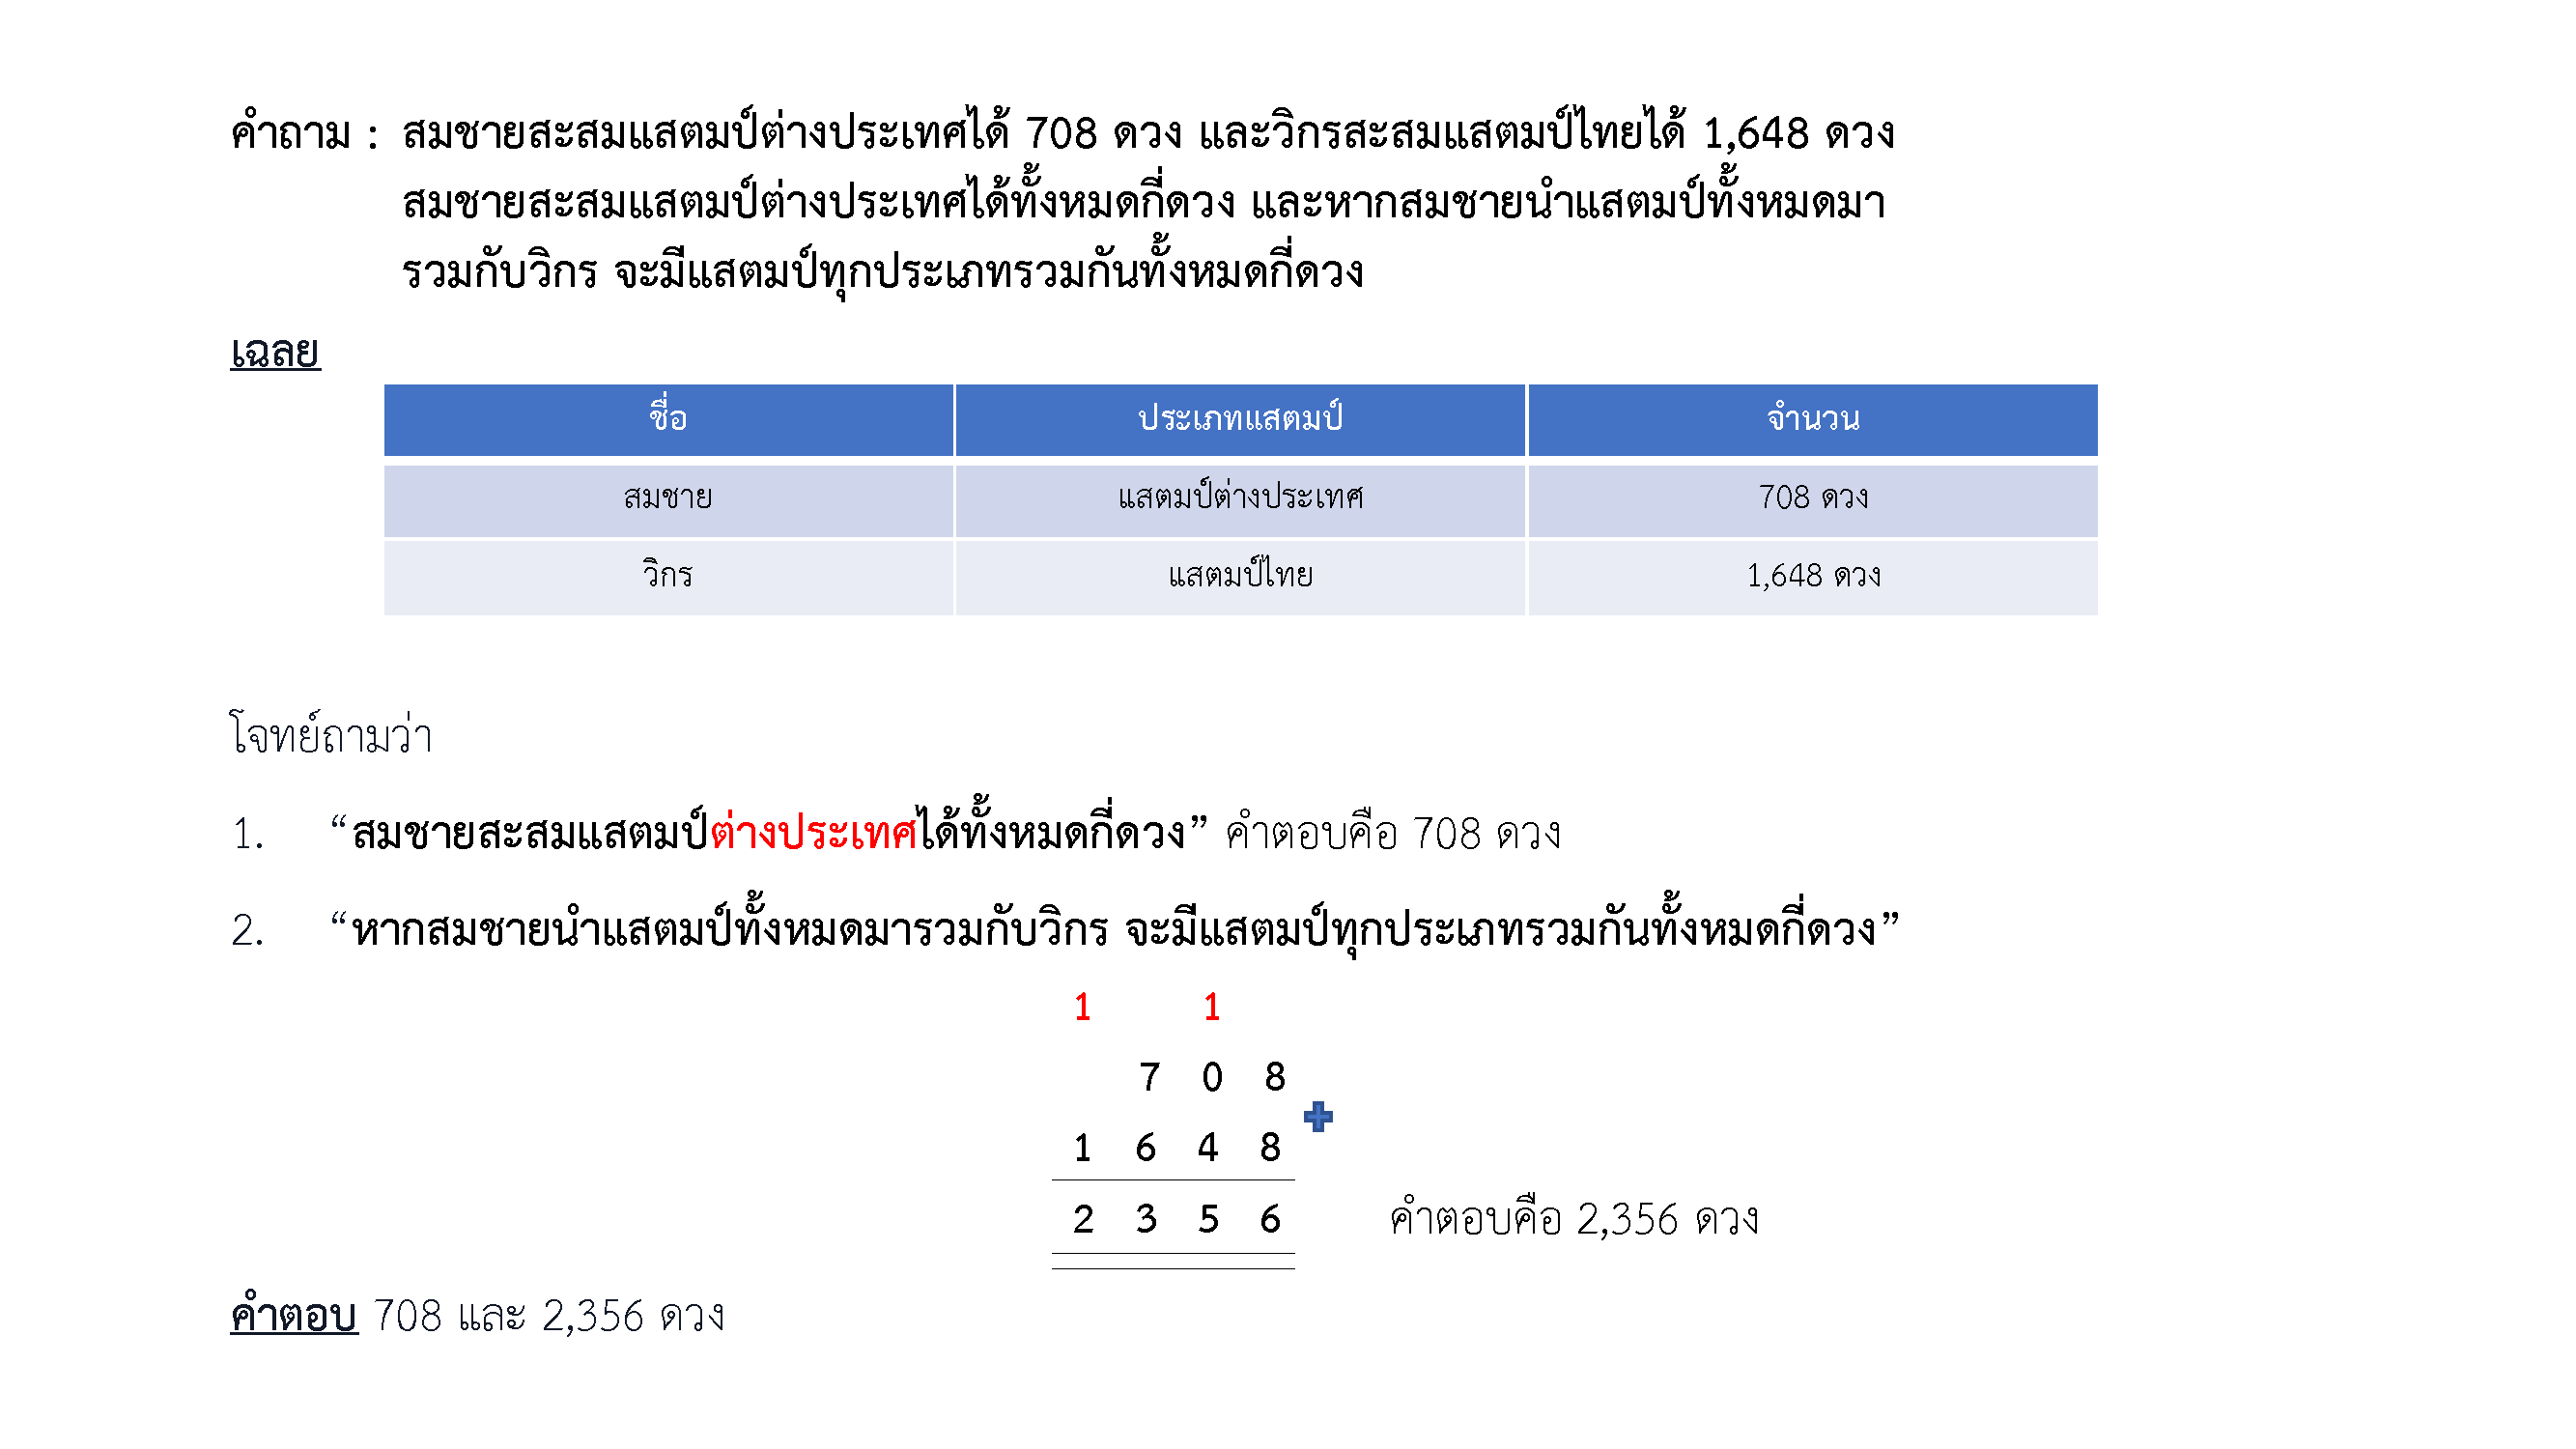 คำถาม : สมชายสะสมแสตมป์ต่างประเทศได้ 708 ดวง และวิกรสะสมแสตมป์ไทยได้ 1,648 ดวง
สมชายสะสมแสตมป์ต่างประเทศได้ทั้งหมดกี่ดวง และหากสมชายนำแสตมป์ทั้งหมดมา
รวมกับวิกร จะมีแสตมป์ทุกประเภทรวมกันทั้งหมดกี่ดวง
เฉลย
ชื่อ ประเภทแสตมป์ จำนวน
สมชาย แสตมป์ต่างประเทศ 708 ดวง
วิกร แสตมป์ไทย 1,648 ดวง
โจทย์ถามว่า
1. “สมชายสะสมแสตมป์ต่างประเทศได้ทั้งหมดกี่ดวง” คำตอบคือ 708 ดวง
2. “หากสมชายนำแสตมป์ทั้งหมดมารวมกับวิกร จะมีแสตมป์ทุกประเภทรวมกันทั้งหมดกี่ดวง”
1 1
7 0 8
+
1 6 4 8
2 3 5 6 คำตอบคือ 2,356 ดวง
คำตอบ 708 และ 2,356 ดวง